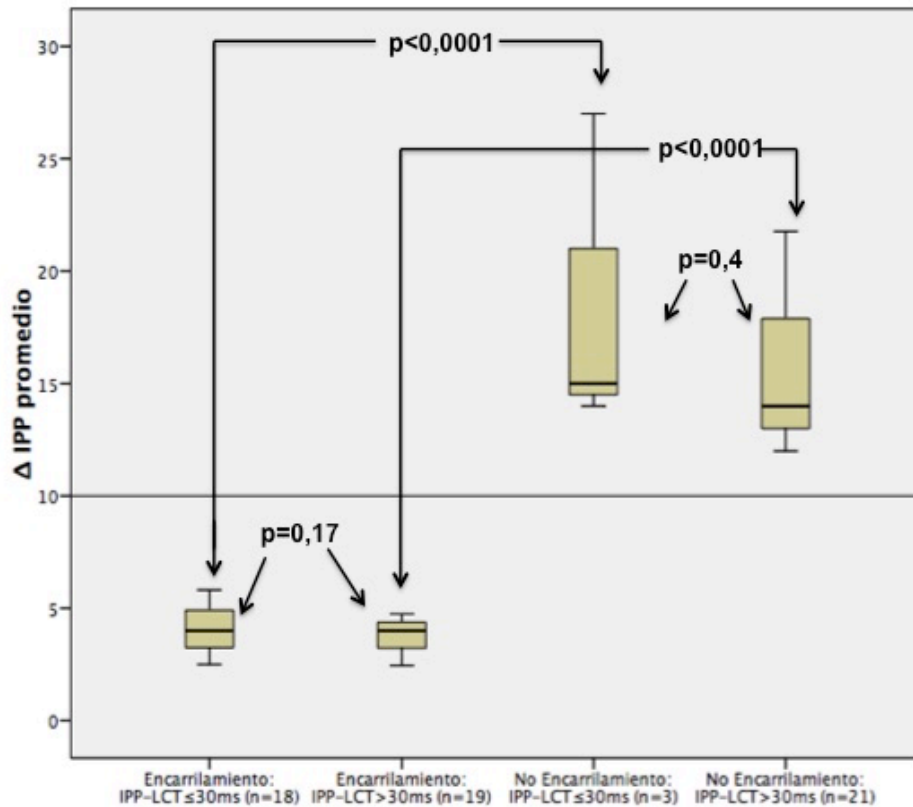 p<0,0001
30
25
p<0,0001
20
p=0,4
15
Δ IPP promedio
10
p=0,17
5
0
Encarrilamiento:
IPP-LCT≤30ms (n=18)
Encarrilamiento:
IPP-LCT>30ms (n=19)
No Encarrilamiento:
IPP-LCT≤30ms (n=3)
No Encarrilamiento:
IPP-LCT>30ms (n=21)